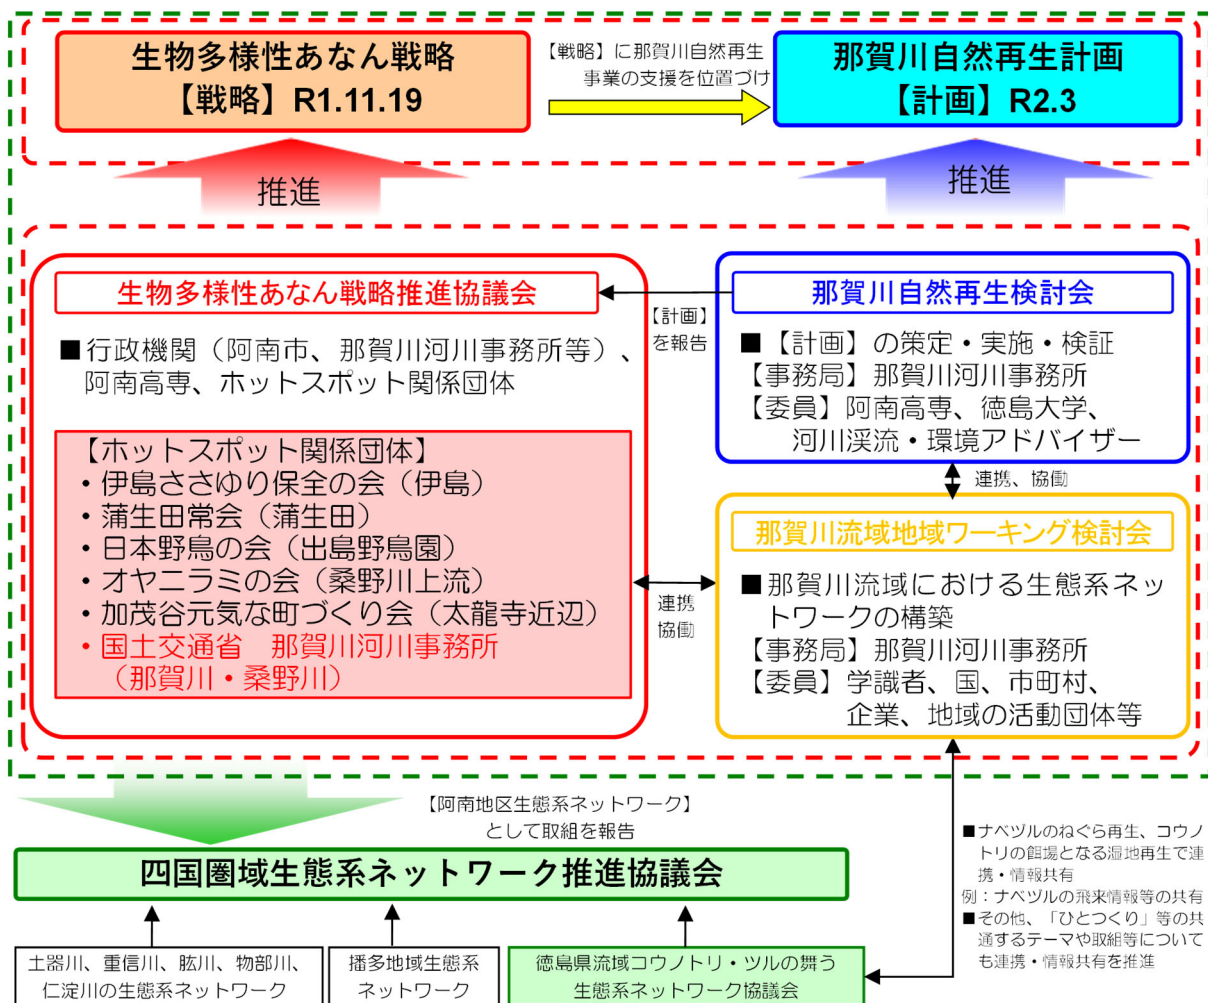 生物多様性あなん戦略
【戦略】R1.11.19
【戦略】に那賀川自然再生
事業の支援を位置づけ
那賀川自然再生計画
【計画】R2.3
推進
推進
生物多様性あなん戦略推進協議会
■行政機関（阿南市、那賀川河川事務所等）、
阿南高専、ホットスポット関係団体
【ホットスポット関係団体】
・伊島ささゆり保全の会（伊島）
・蒲生田常会（蒲生田）
・日本野鳥の会（出島野鳥園）
・オヤニラミの会（桑野川上流）
・加茂谷元気な町づくり会（太龍寺近辺）
・国土交通省　那賀川河川事務所
（那賀川・桑野川）
【計画】
を報告
那賀川自然再生検討会
■【計画】の策定・実施・検証
【事務局】那賀川河川事務所
【委員】阿南高専、徳島大学、
河川渓流・環境アドバイザー
連携、協働
連携
協働
那賀川流域地域ワーキング検討会
■那賀川流域における生態系ネッ
トワークの構築
【事務局】那賀川河川事務所
【委員】学識者、国、市町村、
企業、地域の活動団体等
【阿南地区生態系ネットワーク】
として取組を報告
四国圏域生態系ネットワーク推進協議会
土器川、重信川、肱川、物部川、
仁淀川の生態系ネットワーク
播多地域生態系
ネットワーク
徳島県流域コウノトリ・ツルの舞う
生態系ネットワーク協議会
■ナベヅルのねぐら再生、コウノ
トリの餌場となる湿地再生で連
携・情報共有
例：ナベヅルの飛来情報等の共有
■その他、「ひとつくり」等の共
通するテーマや取組等について
も連携・情報共有を推進